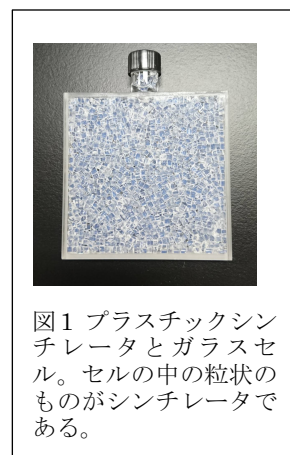 図1 プラスチックシン
チレータとガラスセ
ル。セルの中の粒状の
ものがシンチレータで
ある。